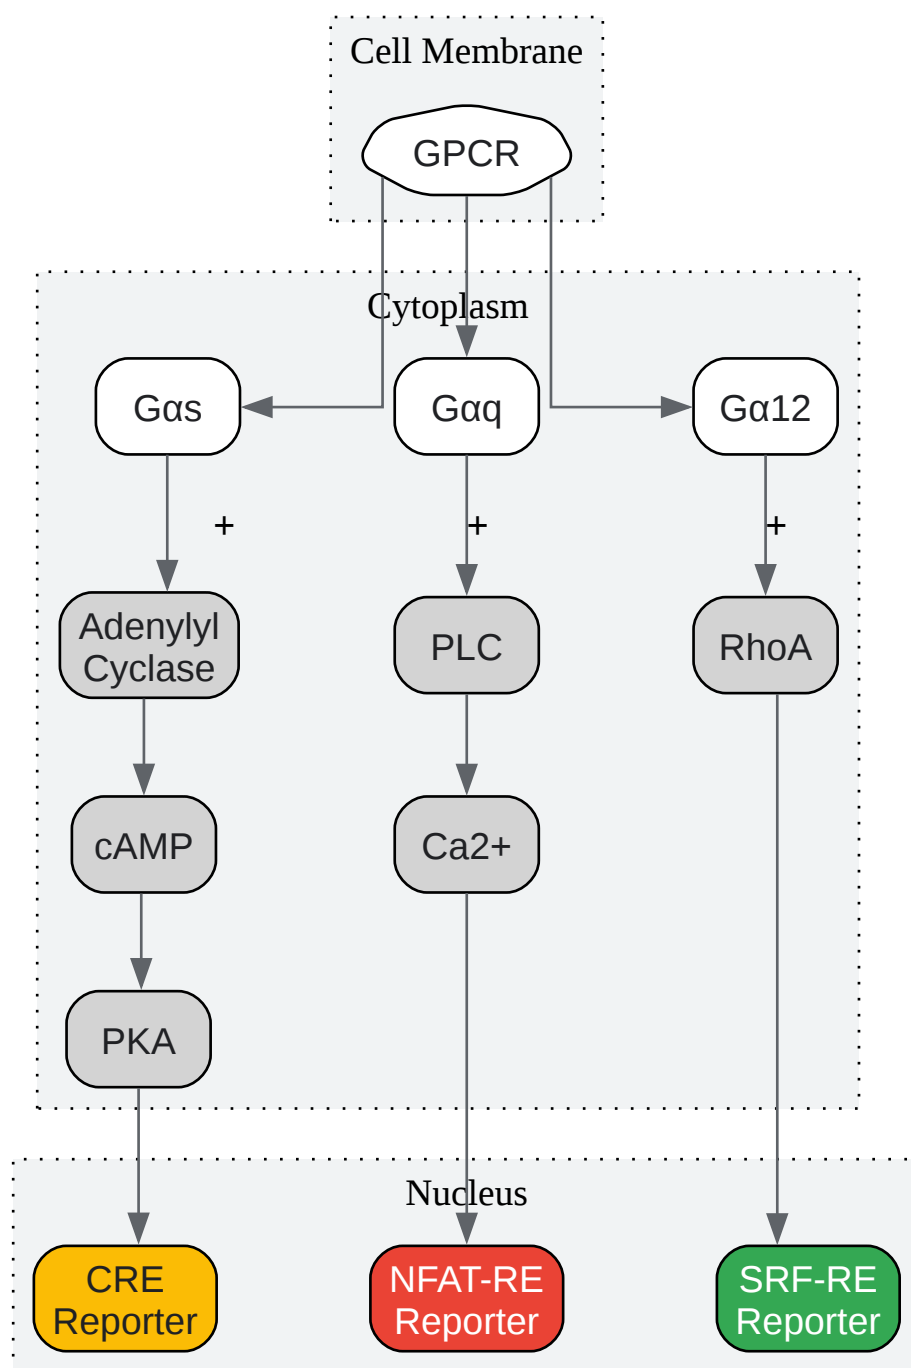 Cell Membrane
GPCR
Cytoplasm
Gαs
Gαq
Gα12
+
+
+
Adenylyl
Cyclase
PLC
RhoA
cAMP
Ca2+
PKA
Nucleus
CRE
Reporter
NFAT-RE
Reporter
SRF-RE
Reporter